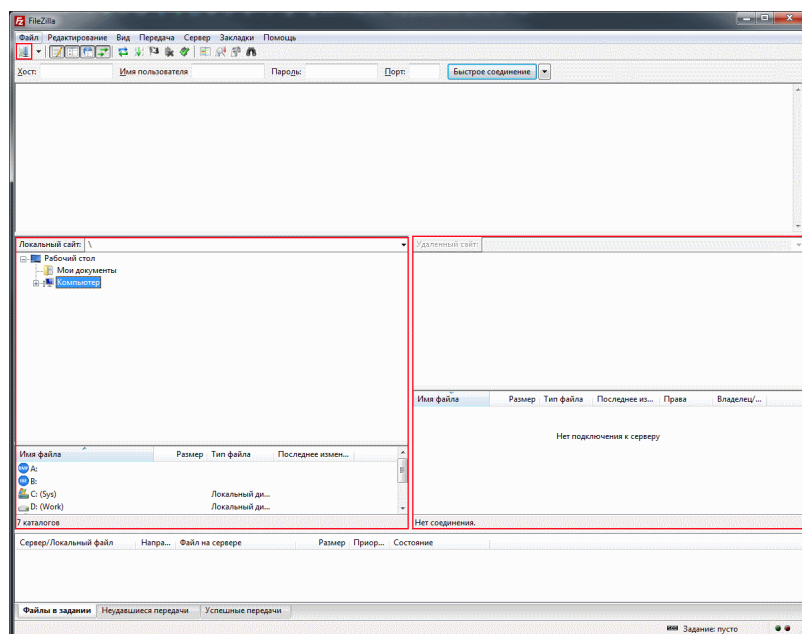 FileZilla
Файл Редактирование Вид Передача Сервер Закладки Помощь
Хост: Имя пользователя Пароль: Порт: Быстрое соединение
Локальный сайт: \
Удаленный сайт:
Рабочий стол
Мои документы
Компьютер
Имя файла Размер Тип файла Последнее из... Права Владелец/...
Нет подключения к серверу
Имя файла Размер Тип файла Последнее измен...
A:
B:
C: (Sys) Локальный ди...
D: (Work) Локальный ди...
7 каталогов
Нет соединения.
Сервер/Локальный файл Напра... Файл на сервере Размер Приор... Состояние
Файлы в задании Неудавшиеся передачи Успешные передачи
Задание: пусто